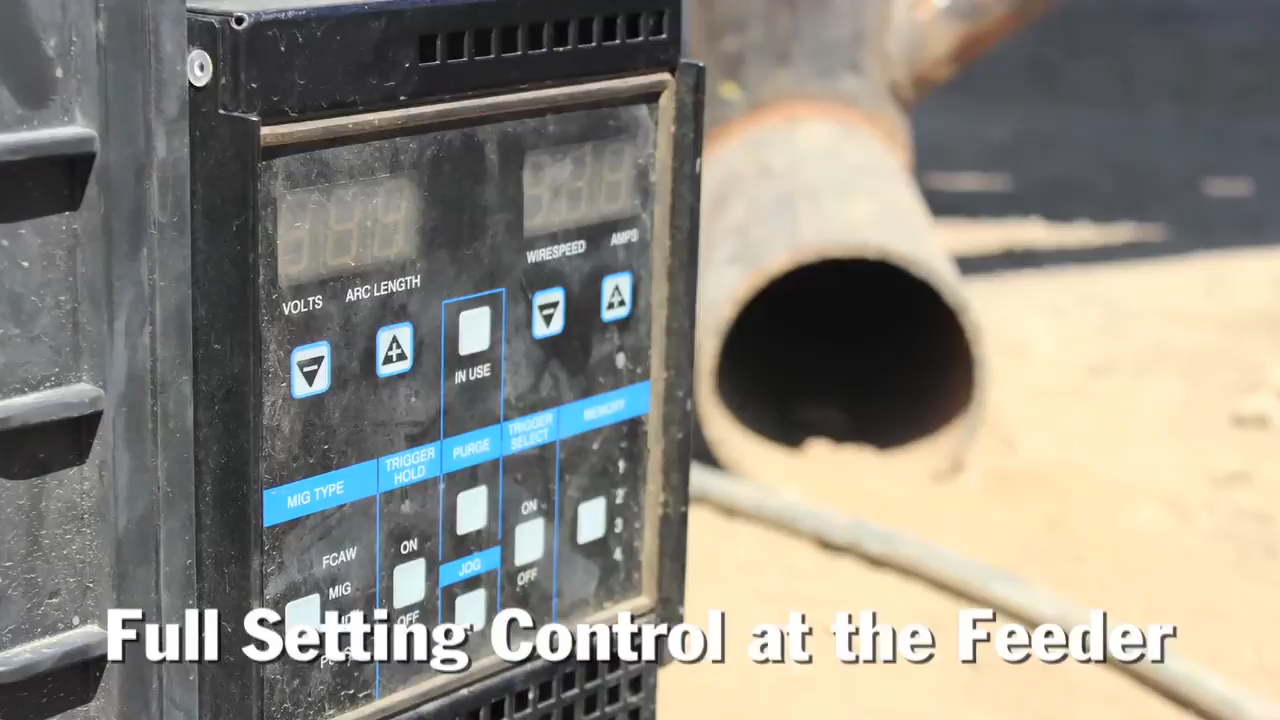 VOLTS
ARC LENGTH
WIRESPEED
AMPS
IN USE
MIG TYPE
TRIGGER
HOLD
PURGE
TRIGGER
SELECT
MEMORY
FCAW
MIG
ON
OFF
JOG
ON
OFF
1
2
3
4
Full Setting Control at the Feeder